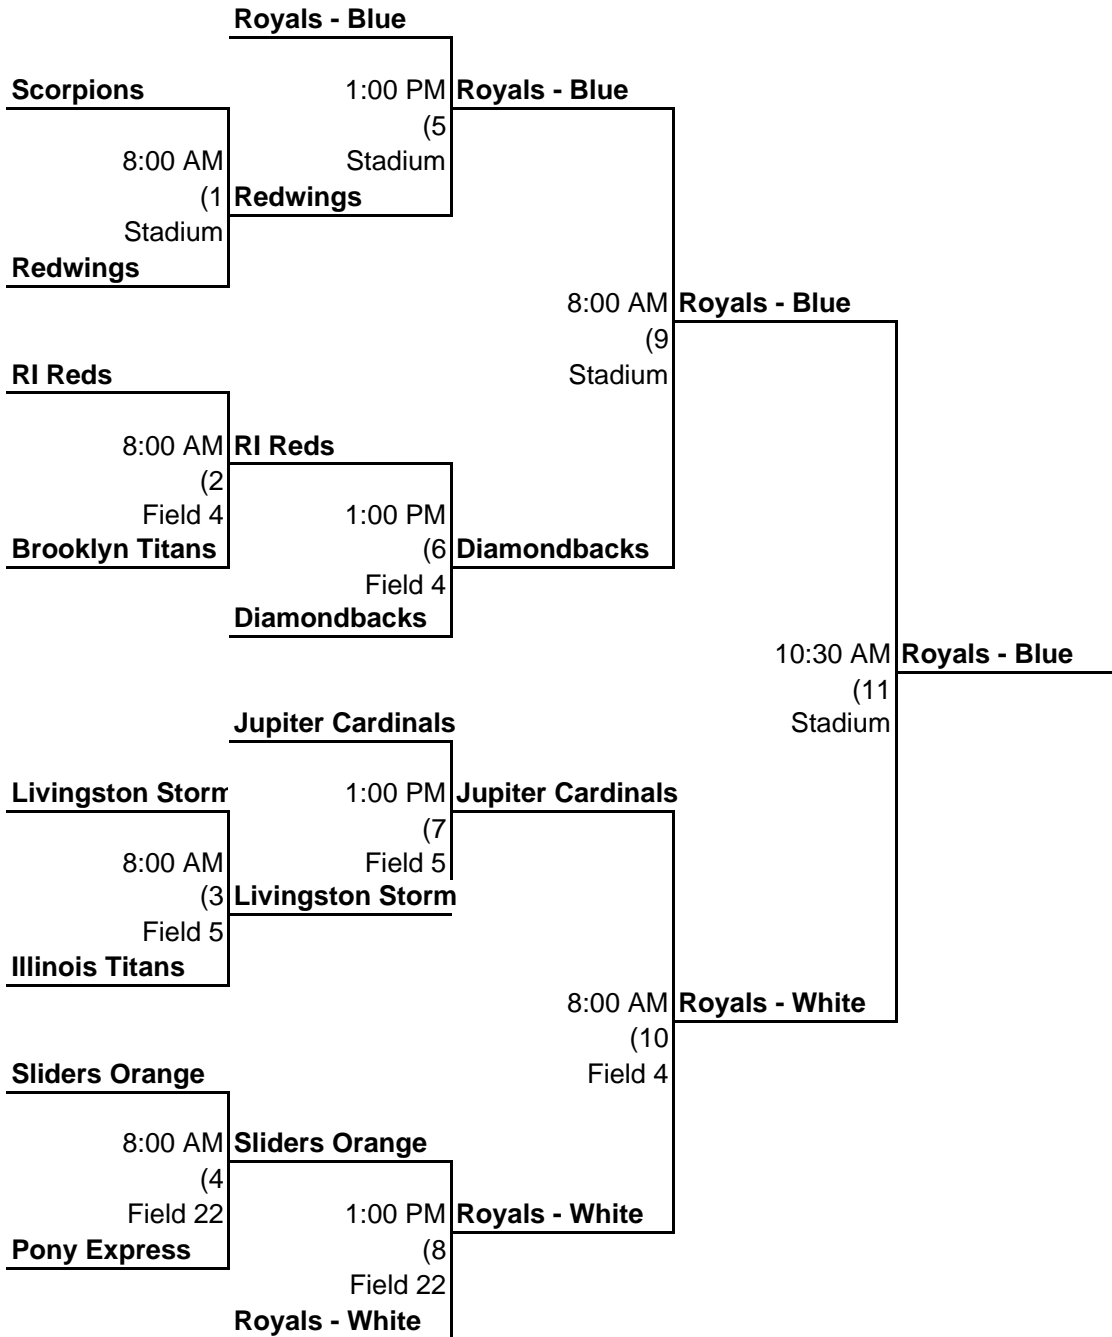 Royals - Blue
Scorpions
1:00 PM Royals - Blue
(5
8:00 AM
Stadium
(1
Redwings
Stadium
Redwings
8:00 AM Royals - Blue
(9
RI Reds
Stadium
8:00 AM RI Reds
(2
Field 4
1:00 PM
Brooklyn Titans
(6 Diamondbacks
Field 4
Diamondbacks
10:30 AM Royals - Blue
(11
Jupiter Cardinals
Stadium
Livingston Storm
1:00 PM Jupiter Cardinals
(7
8:00 AM
Field 5
(3 Livingston Storm
Field 5
Illinois Titans
8:00 AM Royals - White
(10
Sliders Orange
Field 4
8:00 AM Sliders Orange
(4
Field 22
1:00 PM Royals - White
Pony Express
(8
Field 22
Royals - White